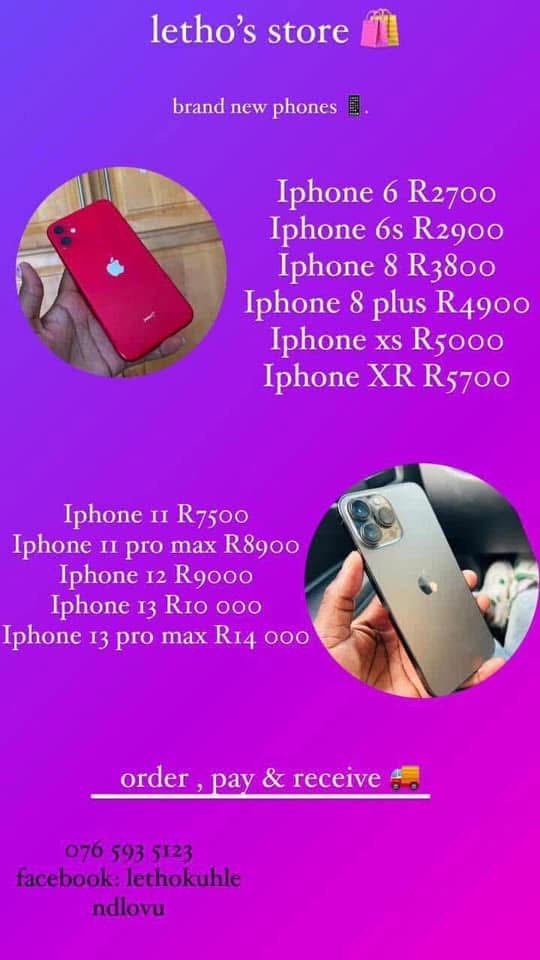 letho's store 🛍️
brand new phones 📱.
Iphone 6 R2700
Iphone 6s R2900
Iphone 8 R3800
Iphone 8 plus R4900
Iphone xs R5000
Iphone XR R5700
Iphone 11 R7500
Iphone 11 pro max R8900
Iphone 12 R9000
Iphone 13 R10 000
Iphone 13 pro max R14 000
order , pay & receive 🚚
076 593 5123
facebook: lethokuhle
ndlovu